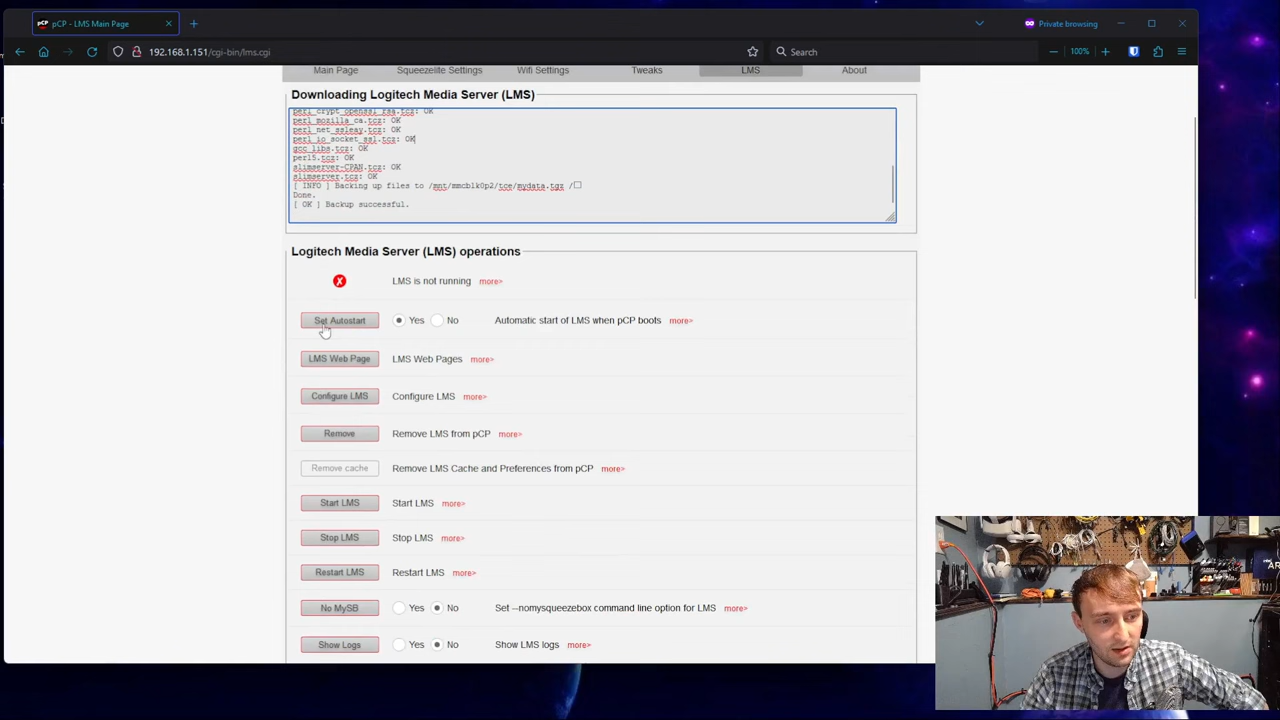 pCP - LMS Main Page
Private browsing
192.168.1.151/cgi-bin/lms.cgi
100%
Search
Main Page
Squeezelite Settings
Wifi Settings
Tweaks
LMS
About
Downloading Logitech Media Server (LMS)
perl_crypt_openssl_rsa.tcz: OK
perl_mozilla_ca.tcz: OK
perl_net_ssleay.tcz: OK
perl_io_socket_ssl.tcz: OK
gcc_libs.tcz: OK
perl5.tcz: OK
slimserver-CPAN.tcz: OK
slimserver.tcz: OK
[ INFO ] Backing up files to /mnt/mmcblk0p2/tce/mydata.tgz /
Done.
[ OK ] Backup successful.
Logitech Media Server (LMS) operations
LMS is not running more>
Set Autostart Yes No Automatic start of LMS when pCP boots more>
LMS Web Page LMS Web Pages more>
Configure LMS Configure LMS more>
Remove Remove LMS from pCP more>
Remove cache Remove LMS Cache and Preferences from pCP more>
Start LMS Start LMS more>
Stop LMS Stop LMS more>
Restart LMS Restart LMS more>
No MySB Yes No Set --nomysqueezebox command line option for LMS more>
Show Logs Yes No Show LMS logs more>